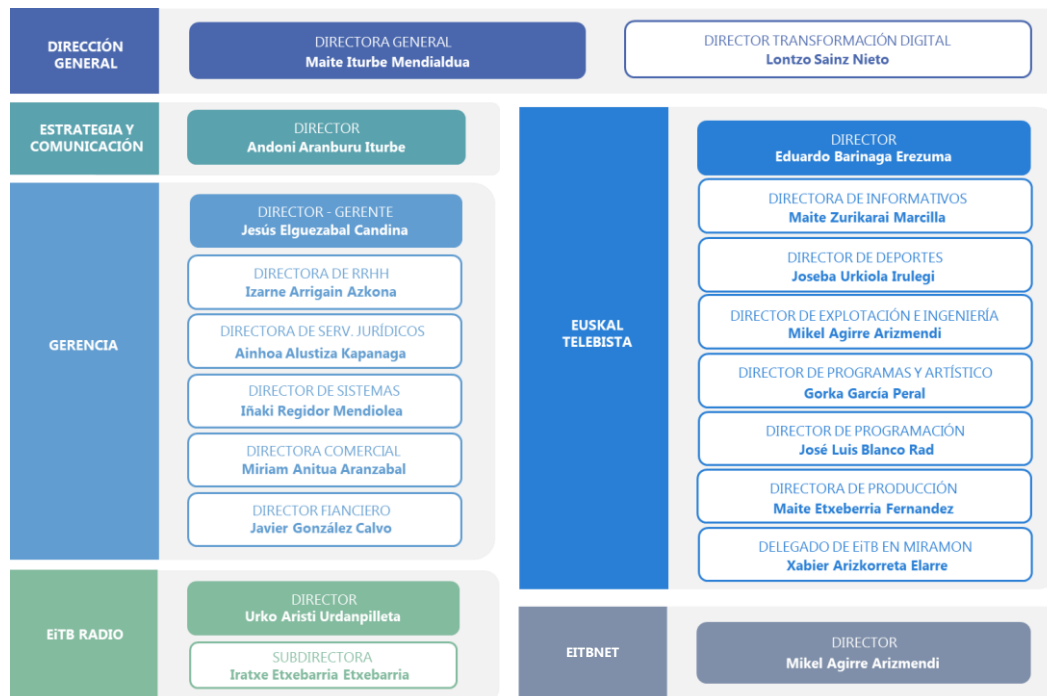 DIRECCIÓN
GENERAL
DIRECTORA GENERAL
Maite Iturbe Mendialdua
DIRECTOR TRANSFORMACIÓN DIGITAL
Lontzo Sainz Nieto
ESTRATEGIA Y
COMUNICACIÓN
DIRECTOR
Andoni Aranburu Iturbe
GERENCIA
DIRECTOR - GERENTE
Jesús Elguezabal Candina
DIRECTORA DE RRHH
Izarne Arrigain Azkona
DIRECTORA DE SERV. JURÍDICOS
Ainhoa Alustiza Kapanaga
DIRECTOR DE SISTEMAS
Iñaki Regidor Mendiolea
DIRECTORA COMERCIAL
Miriam Anitua Aranzabal
DIRECTOR FIANCIERO
Javier González Calvo
EiTB RADIO
DIRECTOR
Urko Aristi Urdanpilleta
SUBDIRECTORA
Iratxe Etxebarria Etxebarria
EUSKAL
TELEBISTA
DIRECTOR
Eduardo Barinaga Erezuma
DIRECTORA DE INFORMATIVOS
Maite Zurikarai Marcilla
DIRECTOR DE DEPORTES
Joseba Urkiola Irulegi
DIRECTOR DE EXPLOTACIÓN E INGENIERÍA
Mikel Agirre Arizmendi
DIRECTOR DE PROGRAMAS Y ARTÍSTICO
Gorka García Peral
DIRECTOR DE PROGRAMACIÓN
José Luis Blanco Rad
DIRECTORA DE PRODUCCIÓN
Maite Etxeberria Fernandez
DELEGADO DE EiTB EN MIRAMON
Xabier Arizkorreta Elarre
EITBNET
DIRECTOR
Mikel Agirre Arizmendi